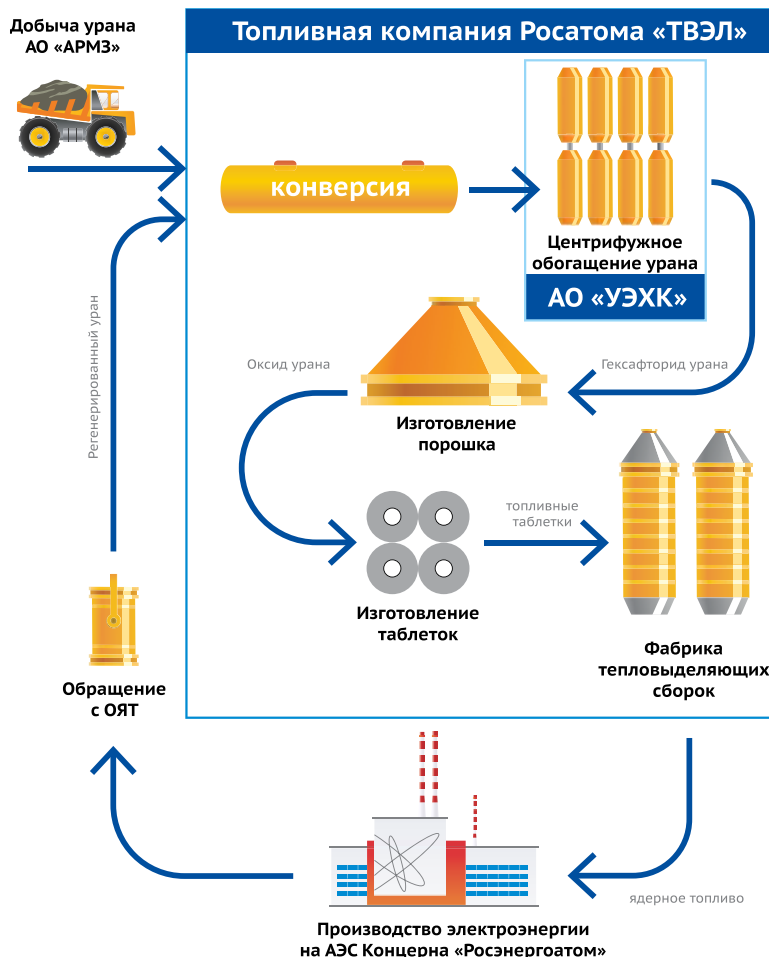 Добыча урана
АО «АРМЗ»
Топливная компания Росатома «ТВЭЛ»
конверсия
Центрифужное
обогащение урана
АО «УЭХК»
Регенерированный уран
Оксид урана
Гексафторид урана
Изготовление
порошка
топливные
таблетки
Изготовление
таблеток
Фабрика
тепловыделяющих
сборок
Обращение
с ОЯТ
ядерное топливо
Производство электроэнергии
на АЭС Концерна «Росэнергоатом»